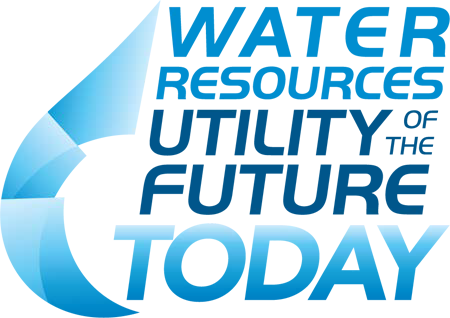 WATER
RESOURCES
UTILITY OF THE
FUTURE
TODAY